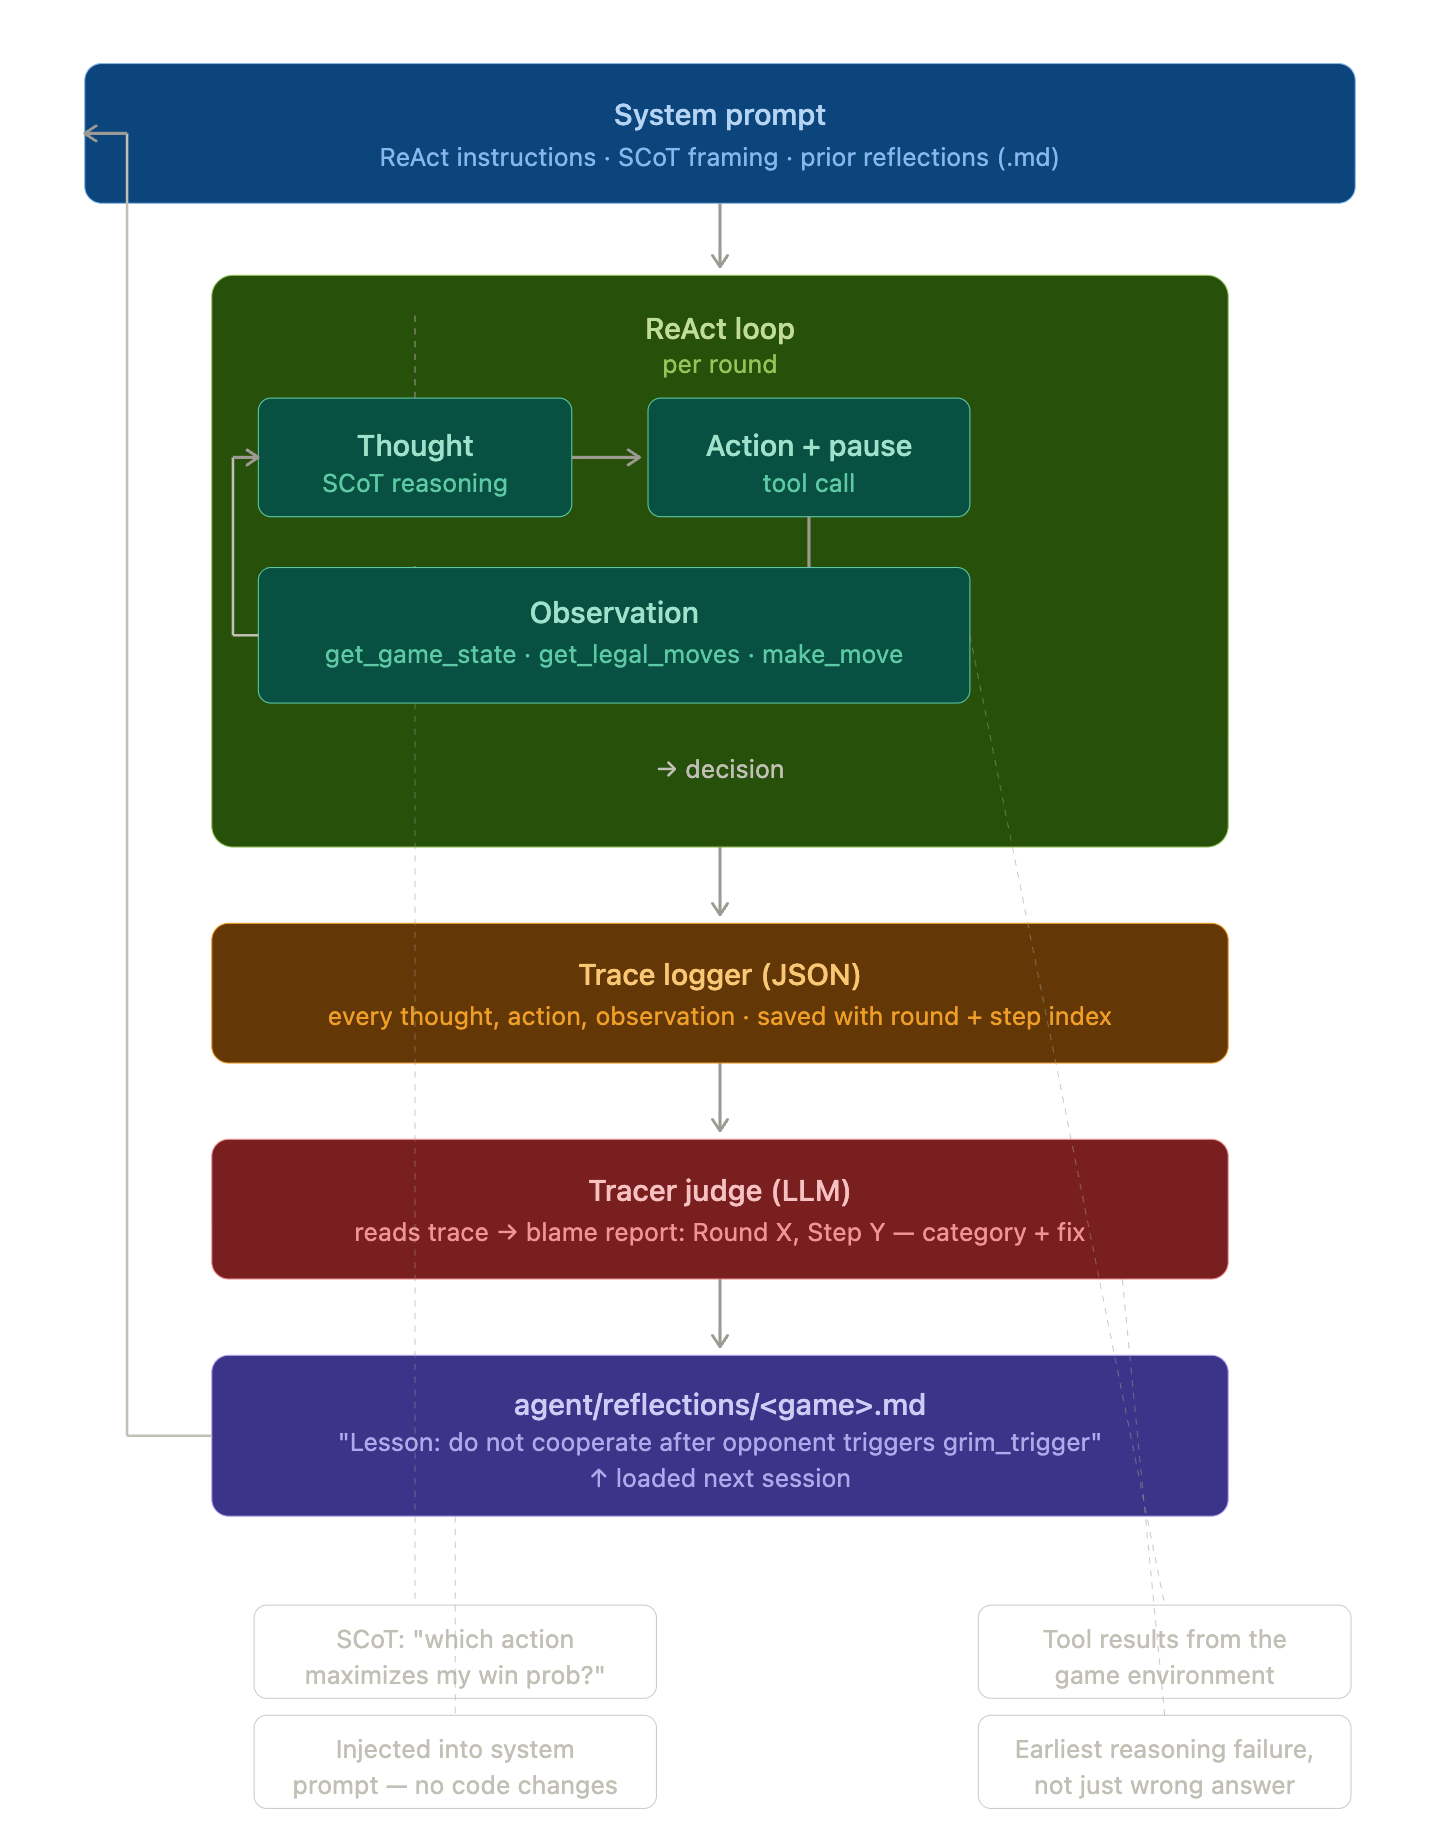 System prompt
ReAct instructions · SCoT framing · prior reflections (.md)
ReAct loop
per round
Thought
SCoT reasoning
Action + pause
tool call
Observation
get_game_state · get_legal_moves · make_move
→ decision
Trace logger (JSON)
every thought, action, observation · saved with round + step index
Tracer judge (LLM)
reads trace → blame report: Round X, Step Y — category + fix
agent/reflections/<game>.md
"Lesson: do not cooperate after opponent triggers grim_trigger"
↑ loaded next session
SCoT: "which action
maximizes my win prob?"
Tool results from the
game environment
Injected into system
prompt — no code changes
Earliest reasoning failure,
not just wrong answer